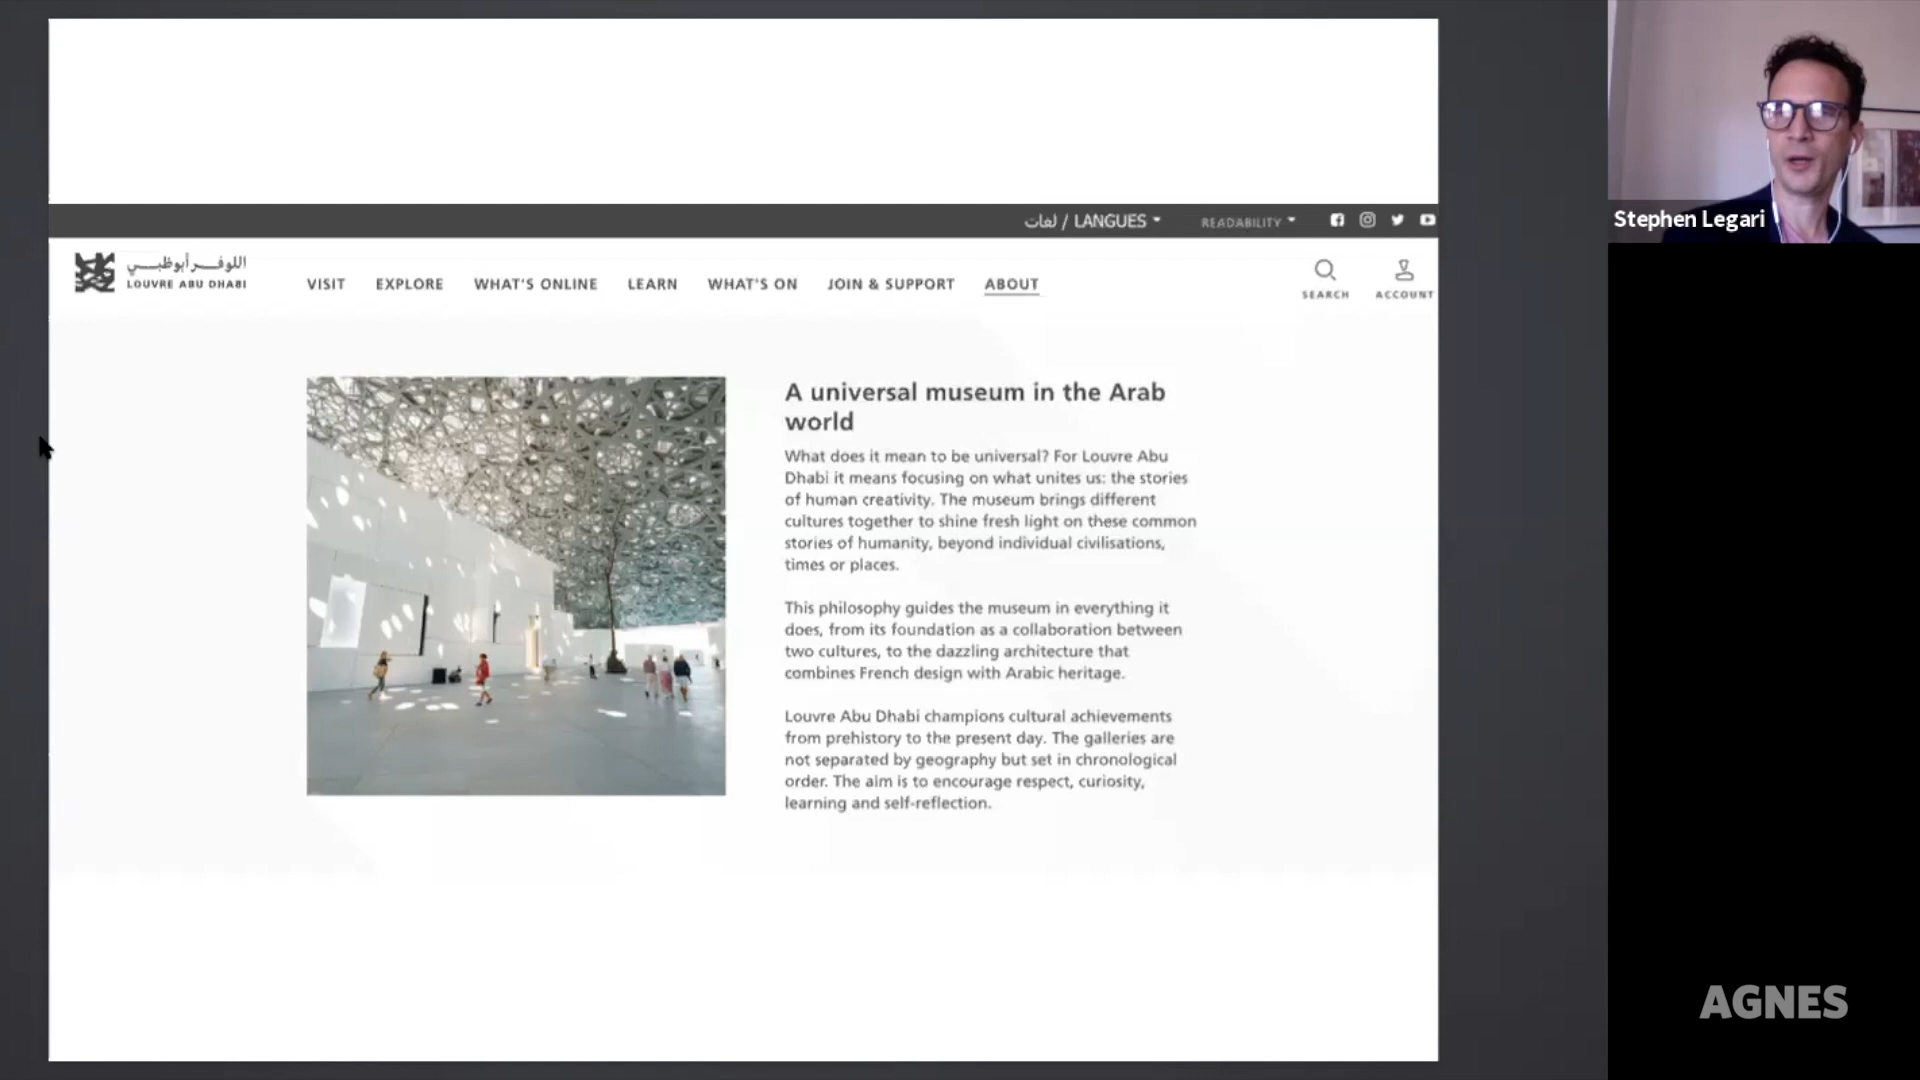 لغات / LANGUES
READABILITY
اللوفر أبوظبي
LOUVRE ABU DHABI
VISIT
EXPLORE
WHAT'S ONLINE
LEARN
WHAT'S ON
JOIN & SUPPORT
ABOUT
SEARCH
ACCOUNT
A universal museum in the Arab
world
What does it mean to be universal? For Louvre Abu
Dhabi it means focusing on what unites us: the stories
of human creativity. The museum brings different
cultures together to shine fresh light on these common
stories of humanity, beyond individual civilisations,
times or places.
This philosophy guides the museum in everything it
does, from its foundation as a collaboration between
two cultures, to the dazzling architecture that
combines French design with Arabic heritage.
Louvre Abu Dhabi champions cultural achievements
from prehistory to the present day. The galleries are
not separated by geography but set in chronological
order. The aim is to encourage respect, curiosity,
learning and self-reflection.
Stephen Legari
AGNES